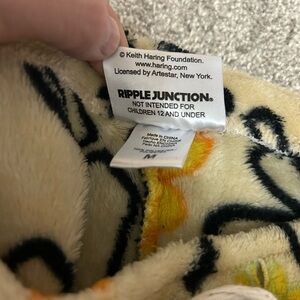 © Keith Haring Foundation.
www.haring.com
Licensed by Artestar, New York.
RIPPLE JUNCTION®
NOT INTENDED FOR
CHILDREN 12 AND UNDER
Made in CHINA
M